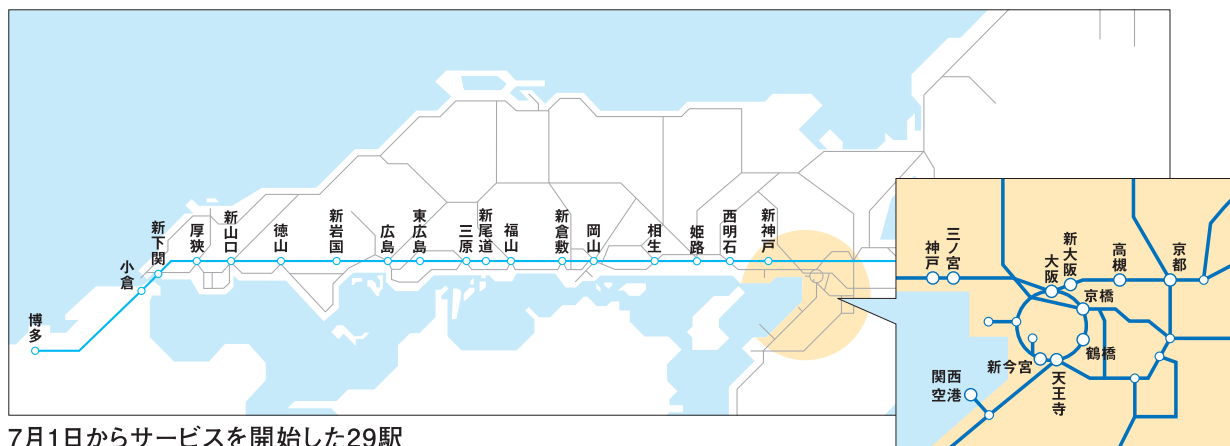 博多
小倉
新下関
厚狭
新山口
徳山
新岩国
広島
東広島
三原
新尾道
福山
新倉敷
岡山
相生
姫路
西明石
新神戸
神戸
三ノ宮
大阪
新大阪
高槻
京都
京橋
鶴橋
新今宮
天王寺
関西
空港
7月1日からサービスを開始した29駅